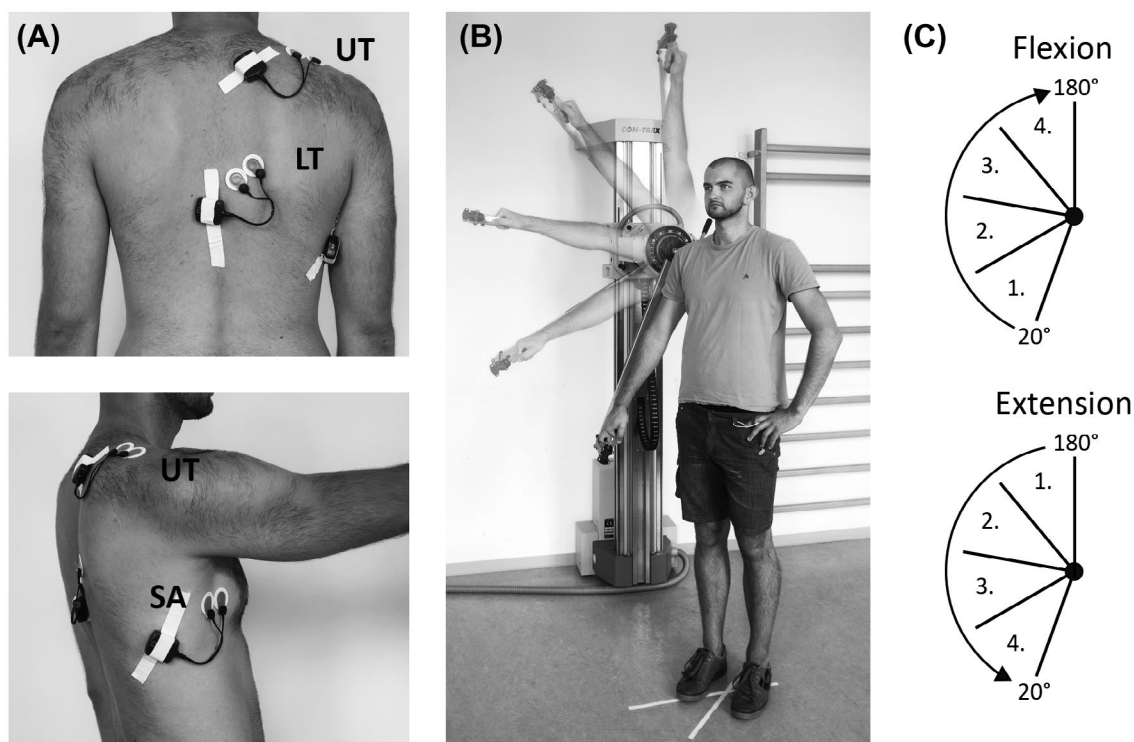 (A)
UT
LT
UT
SA
(B)
CON-TREX
(C)
Flexion
180°
4.
3.
2.
1.
20°
Extension
180°
1.
2.
3.
4.
20°